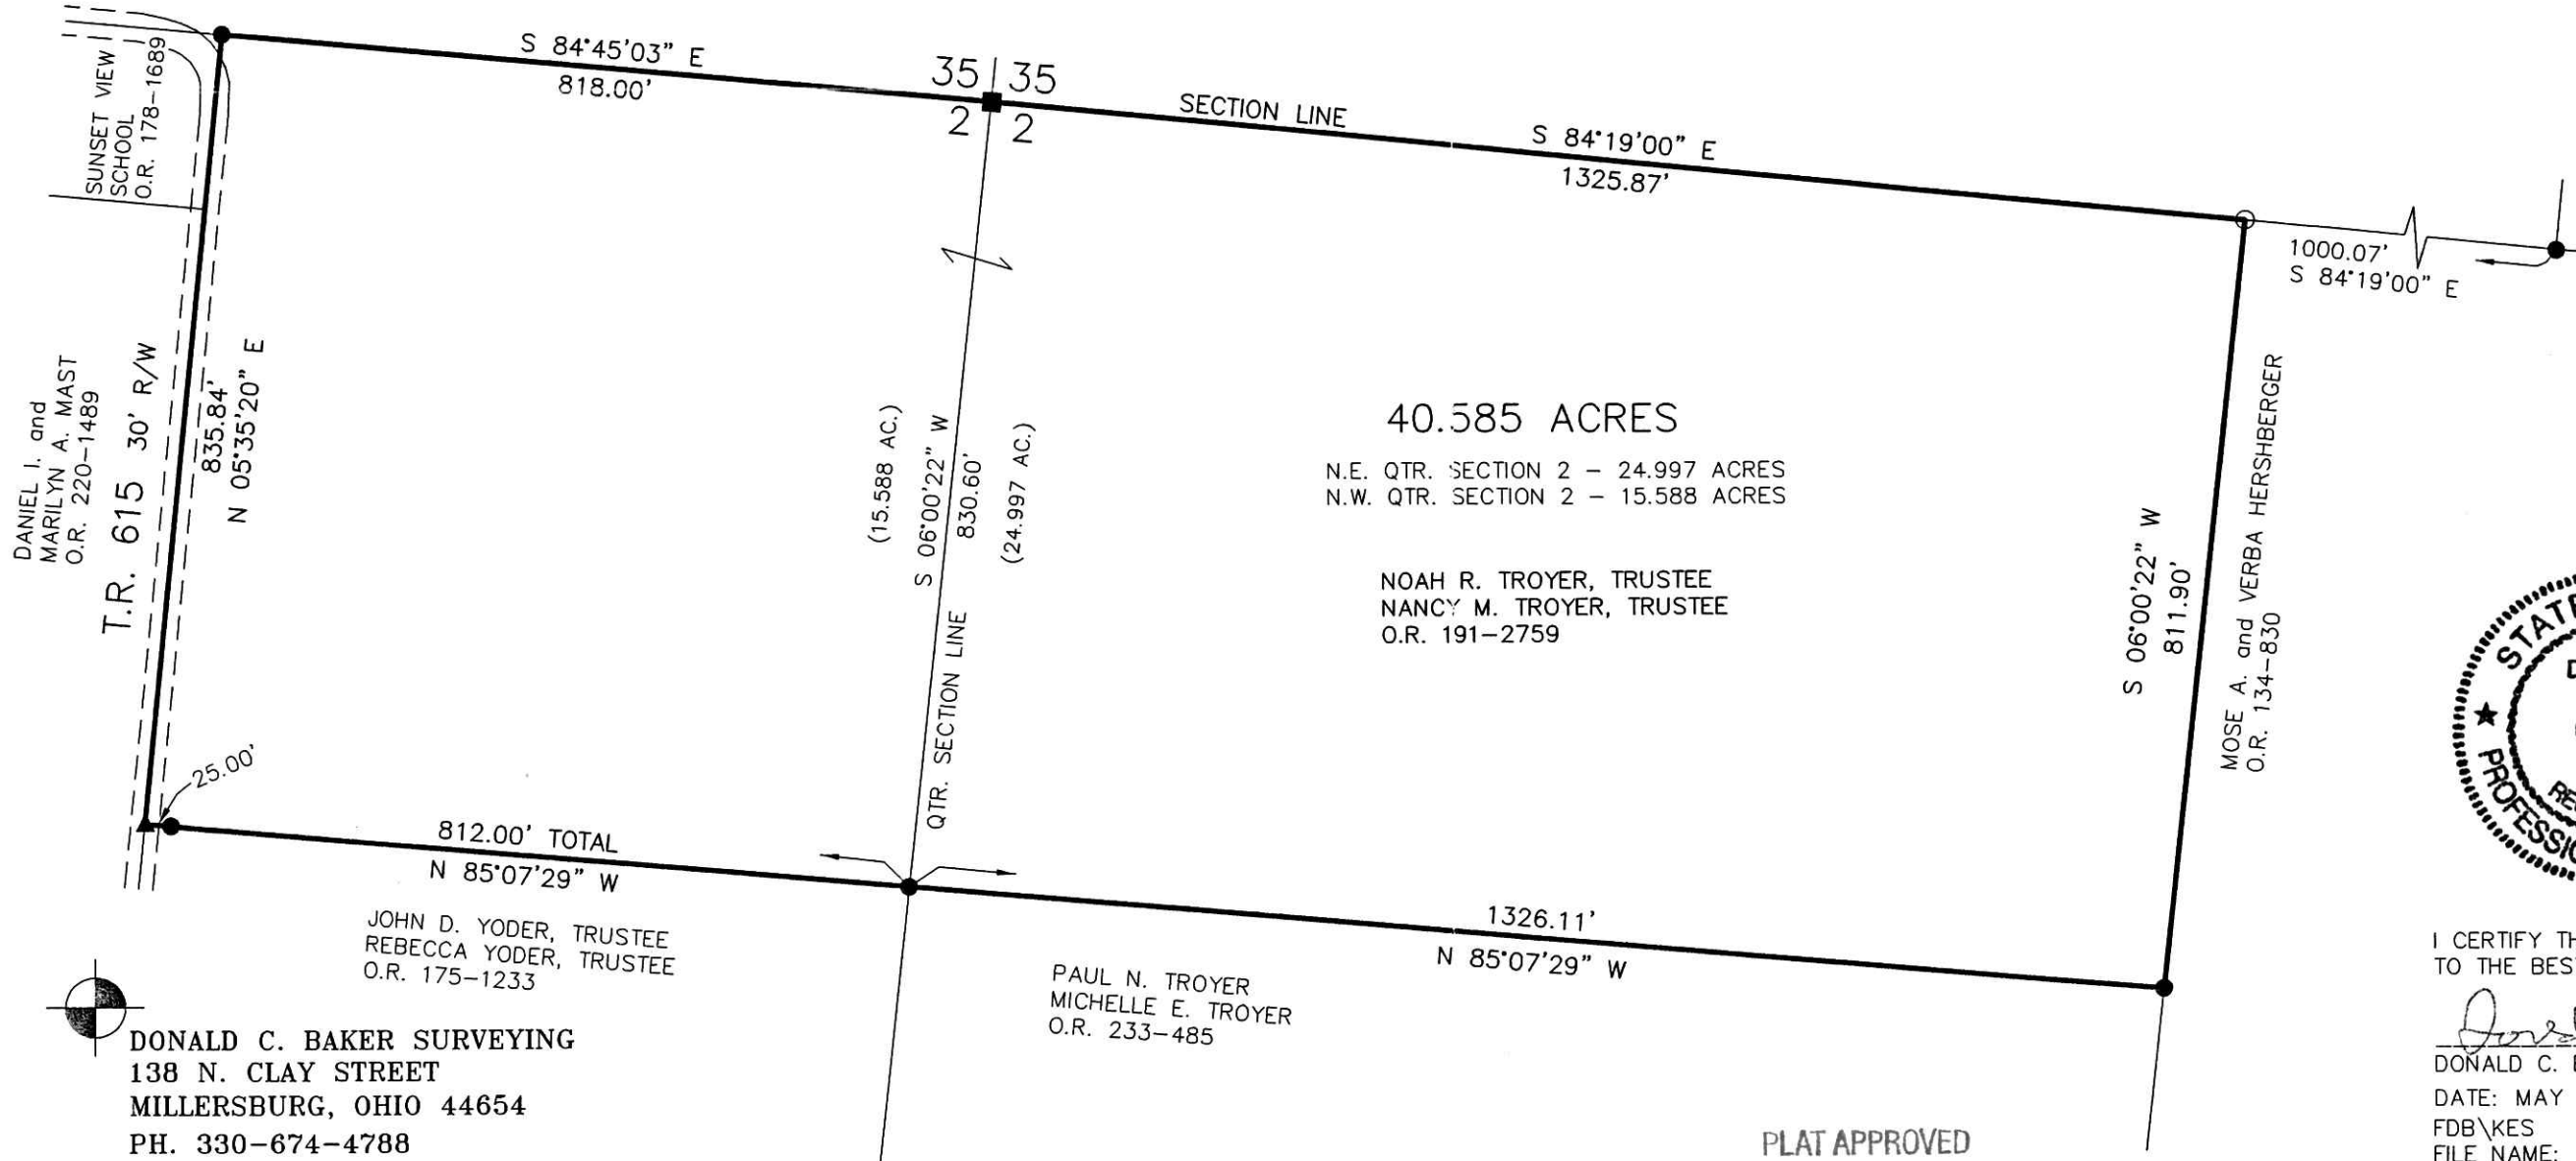 SUNSET VIEW
SCHOOL
O.R. 178-1689
S 84°45'03" E
818.00'
35 35
2 2
SECTION LINE
S 84°19'00" E
1325.87'
1000.07'
S 84°19'00" E
DANIEL I. and
MARILYN A. MAST
O.R. 220-1489
T.R. 615 30' R/W
835.84'
N 05°35'20" E
(15.588 AC.)
S 06°00'22" W
830.60'
(24.997 AC.)
QTR. SECTION LINE
40.585 ACRES
N.E. QTR. SECTION 2 - 24.997 ACRES
N.W. QTR. SECTION 2 - 15.588 ACRES
NOAH R. TROYER, TRUSTEE
NANCY M. TROYER, TRUSTEE
O.R. 191-2759
S 06°00'22" W
811.90'
MOSE A. and VERBA HERSHBERGER
O.R. 134-830
25.00'
812.00' TOTAL
N 85°07'29" W
1326.11'
N 85°07'29" W
JOHN D. YODER, TRUSTEE
REBECCA YODER, TRUSTEE
O.R. 175-1233
PAUL N. TROYER
MICHELLE E. TROYER
O.R. 233-485
DONALD C. BAKER SURVEYING
138 N. CLAY STREET
MILLERSBURG, OHIO 44654
PH. 330-674-4788
PLAT APPROVED
I CERTIFY TH
TO THE BES
DONALD C.
DATE: MAY
FDB\KES
FILE NAME: